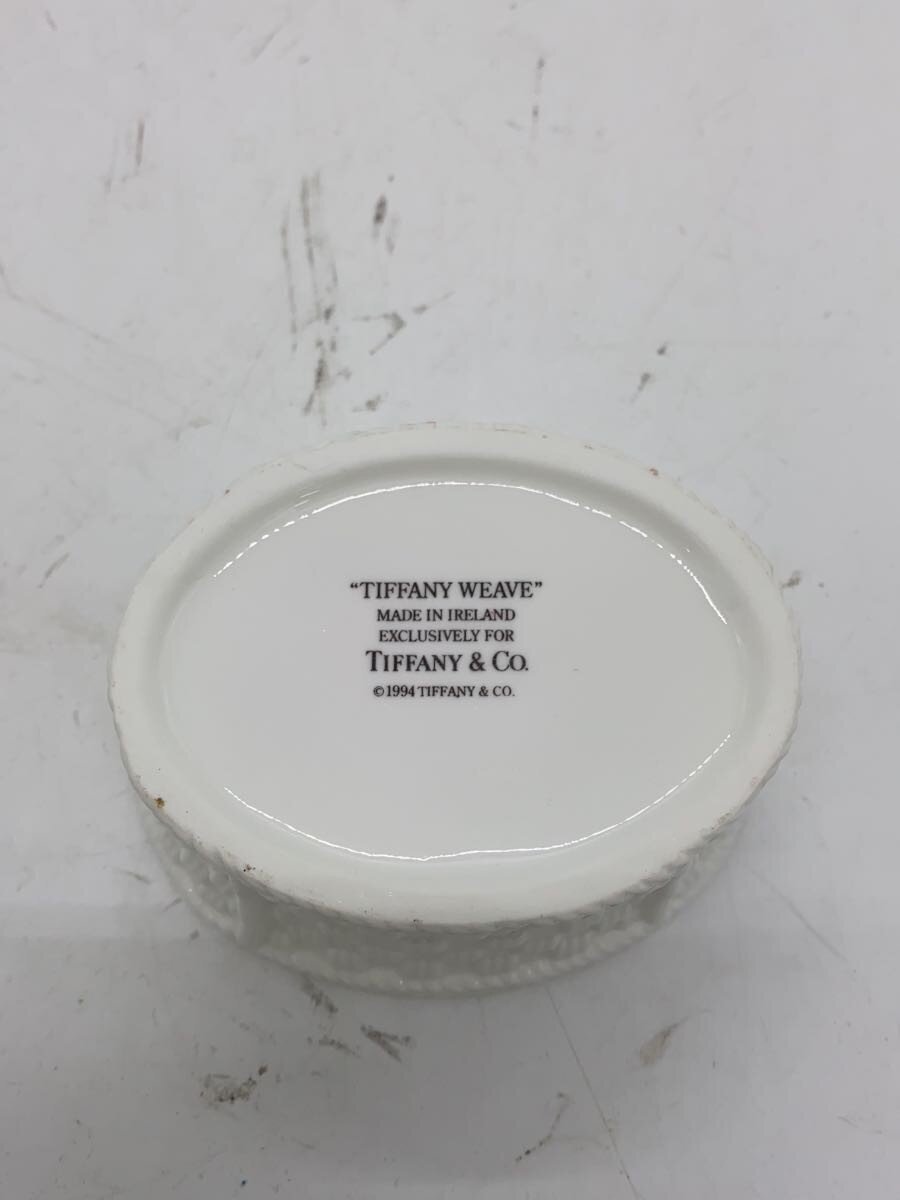 “TIFFANY WEAVE”
MADE IN IRELAND
EXCLUSIVELY FOR
TIFFANY & CO.
©1994 TIFFANY & CO.